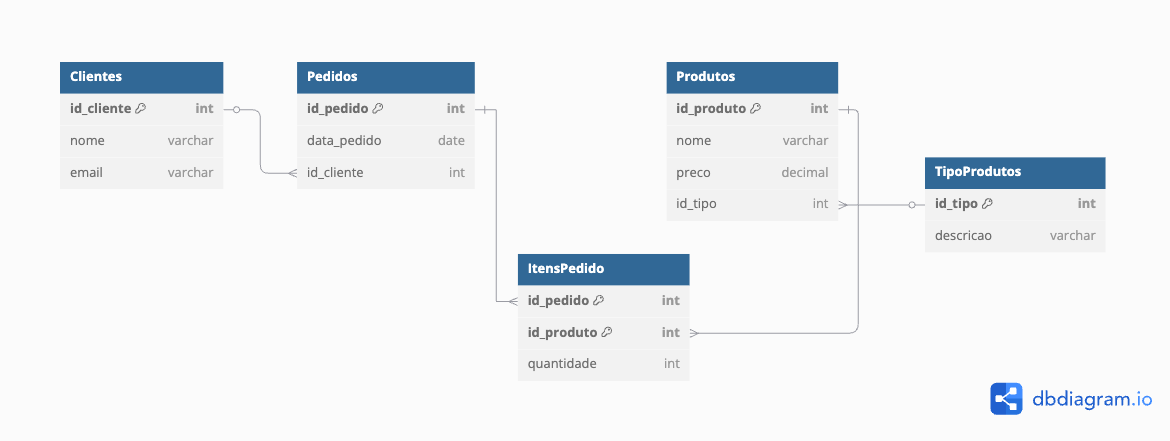 Clientes
id_cliente int
nome varchar
email varchar
Pedidos
id_pedido int
data_pedido date
id_cliente int
Produtos
id_produto int
nome varchar
preco decimal
id_tipo int
TipoProdutos
id_tipo int
descricao varchar
ItensPedido
id_pedido int
id_produto int
quantidade int
dbdiagram.io